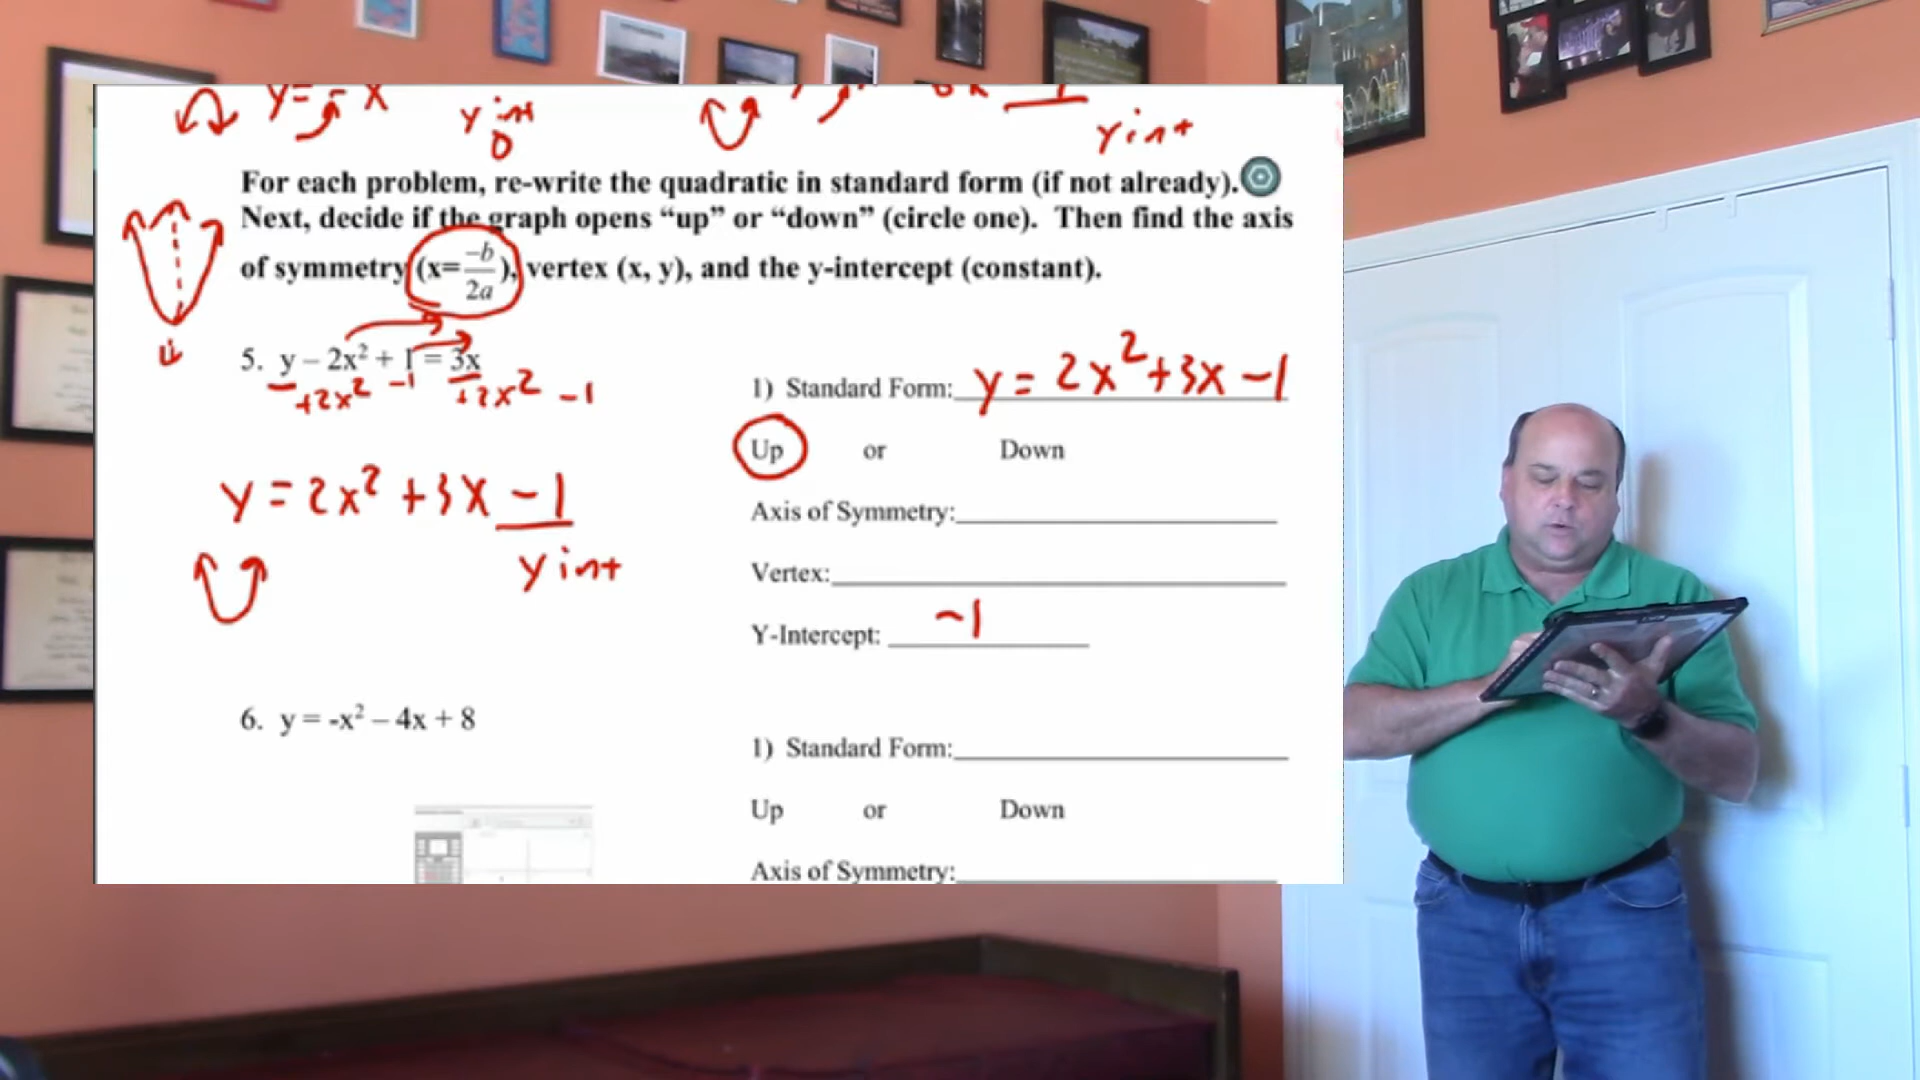 y = - x
y int
0
y int
For each problem, re-write the quadratic in standard form (if not already).
Next, decide if the graph opens “up” or “down” (circle one). Then find the axis
of symmetry (x= -b/2a), vertex (x, y), and the y-intercept (constant).
5. y – 2x² + 1 = 3x
+2x² -1 +2x² -1
y = 2x² + 3x - 1
y int
1) Standard Form: y = 2x² + 3x - 1
Up or Down
Axis of Symmetry:
Vertex:
Y-Intercept: -1
6. y = -x² – 4x + 8
1) Standard Form:
Up or Down
Axis of Symmetry: